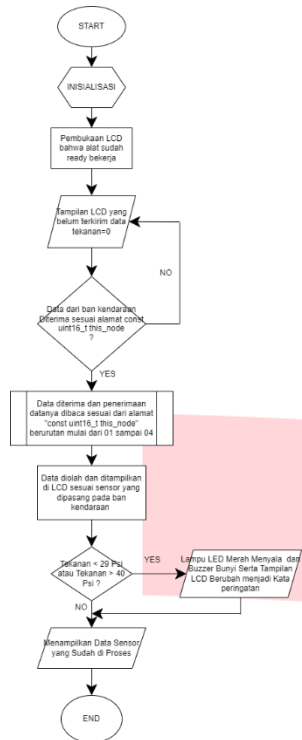 START
INISIALISASI
Pembukaan LCD
bahwa alat sudah
ready bekerja
Tampilan LCD yang
belum terkirim data
tekanan=0
NO
Data dari ban kendaraan
Diterima sesuai alamat const
uint16_t this_node
?
YES
Data diterima dan penerimaan
datanya dibaca sesuai dari alamat
"const uint16_t this_node"
berurutan mulai dari 01 sampai 04
Data diolah dan ditampilkan
di LCD sesuai sensor yang
dipasang pada ban
kendaraan
Tekanan < 29 Psi
atau Tekanan > 40
Psi ?
YES
Lampu LED Merah Menyala dan
Buzzer Bunyi Serta Tampilan
LCD Berubah menjadi Kata
peringatan
NO
Menampilkan Data Sensor
yang Sudah di Proses
END